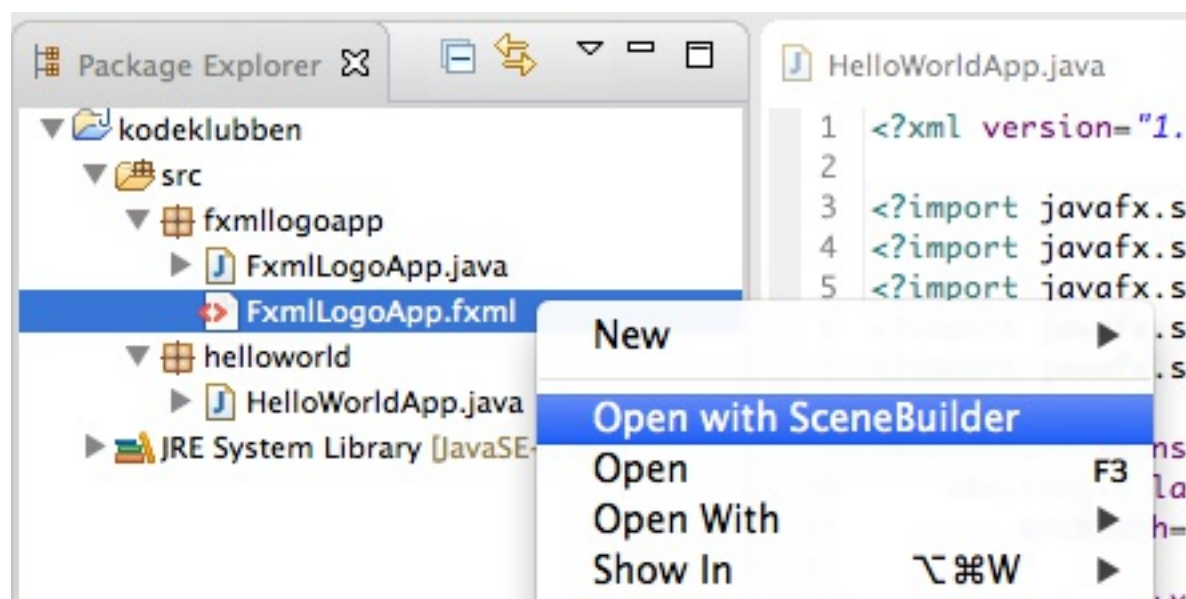 Package Explorer
kodeklubben
src
fxmllogoapp
FxmlLogoApp.java
FxmlLogoApp.fxml
helloworld
HelloWorldApp.java
JRE System Library [JavaSE-
HelloWorldApp.java
1 <?xml version="1.
2
3 <?import javafx.s
4 <?import javafx.s
5 <?import javafx.s
.s
.s
New
Open with SceneBuilder
Open F3
Open With
Show In ⌥⌘W
ns
la
h=